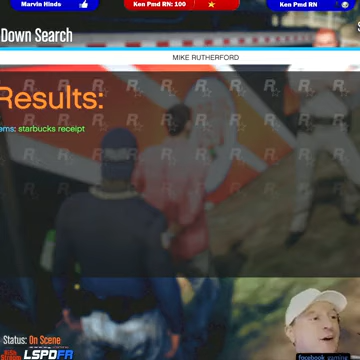 Marvin Hinds
Ken Pmd RN: 100
Ken Pmd RN
Down Search
MIKE RUTHERFORD
Results:
ems: starbucks receipt
Status: On Scene
LSPDFR
facebook gaming